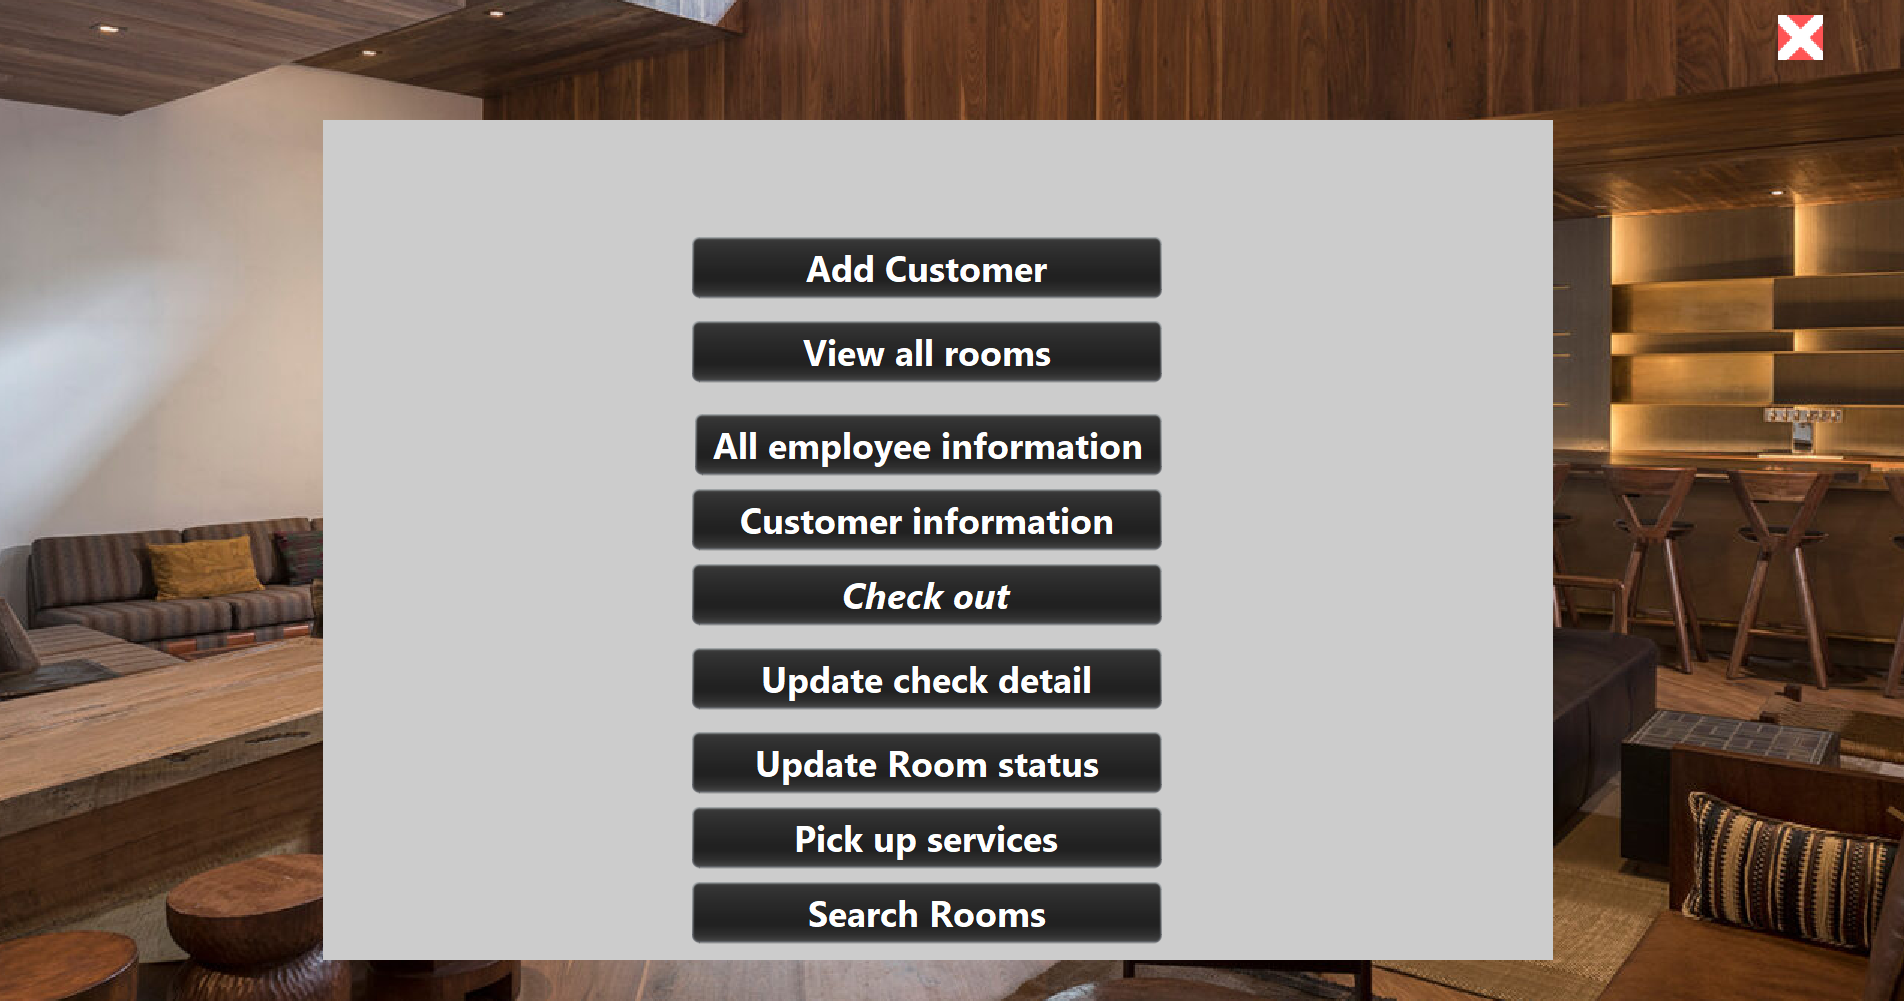 Add Customer
View all rooms
All employee information
Customer information
Check out
Update check detail
Update Room status
Pick up services
Search Rooms